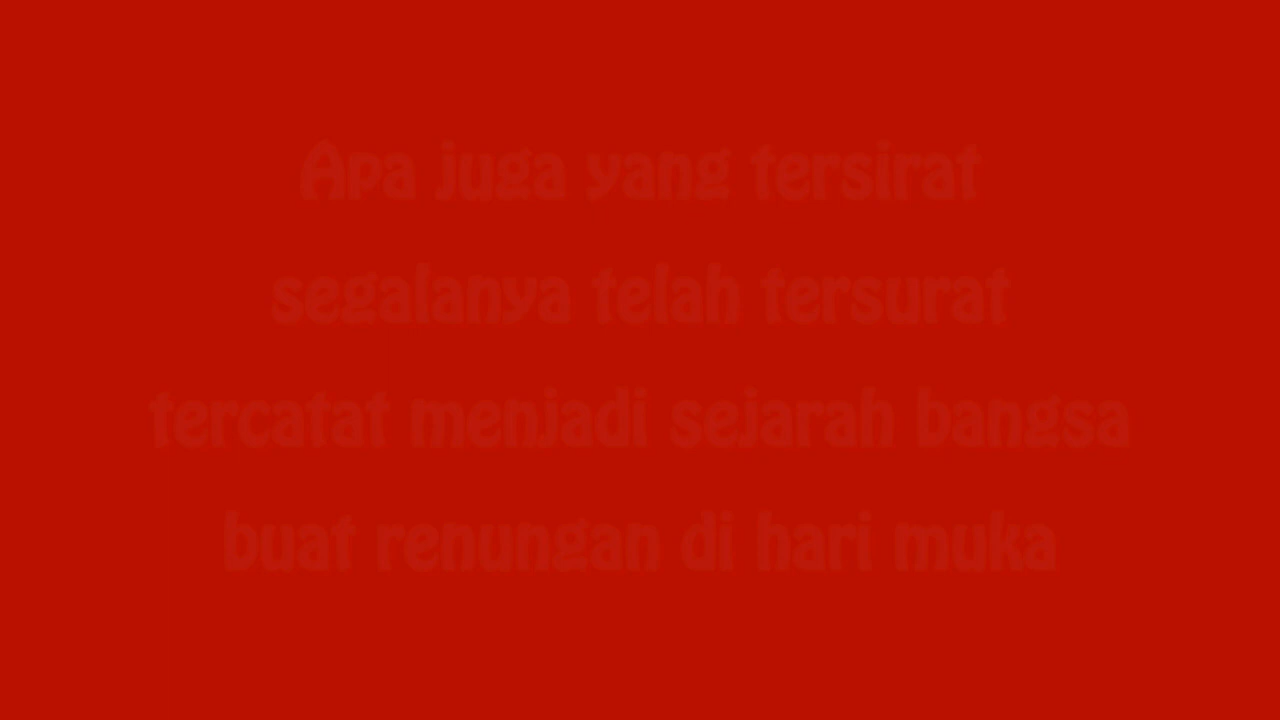 Apa juga yang tersirat
segalanya telah tersurat
tercatat menjadi sejarah bangsa
buat renungan di hari muka